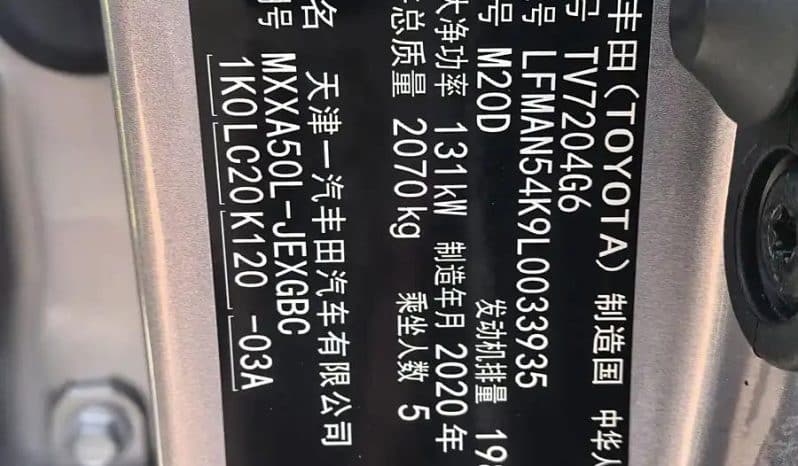 丰田(TOYOTA) 制造国 中华人
号 TV7204G6
号 LFMAN54K9L0033935
号 M20D 发动机排量 198
大净功率 131kW 制造年月 2020年
总质量 2070kg 乘坐人数 5
名 天津一汽丰田汽车有限公司
号 MXXA50L-JEXGBC
1K0LC20K120 -03A